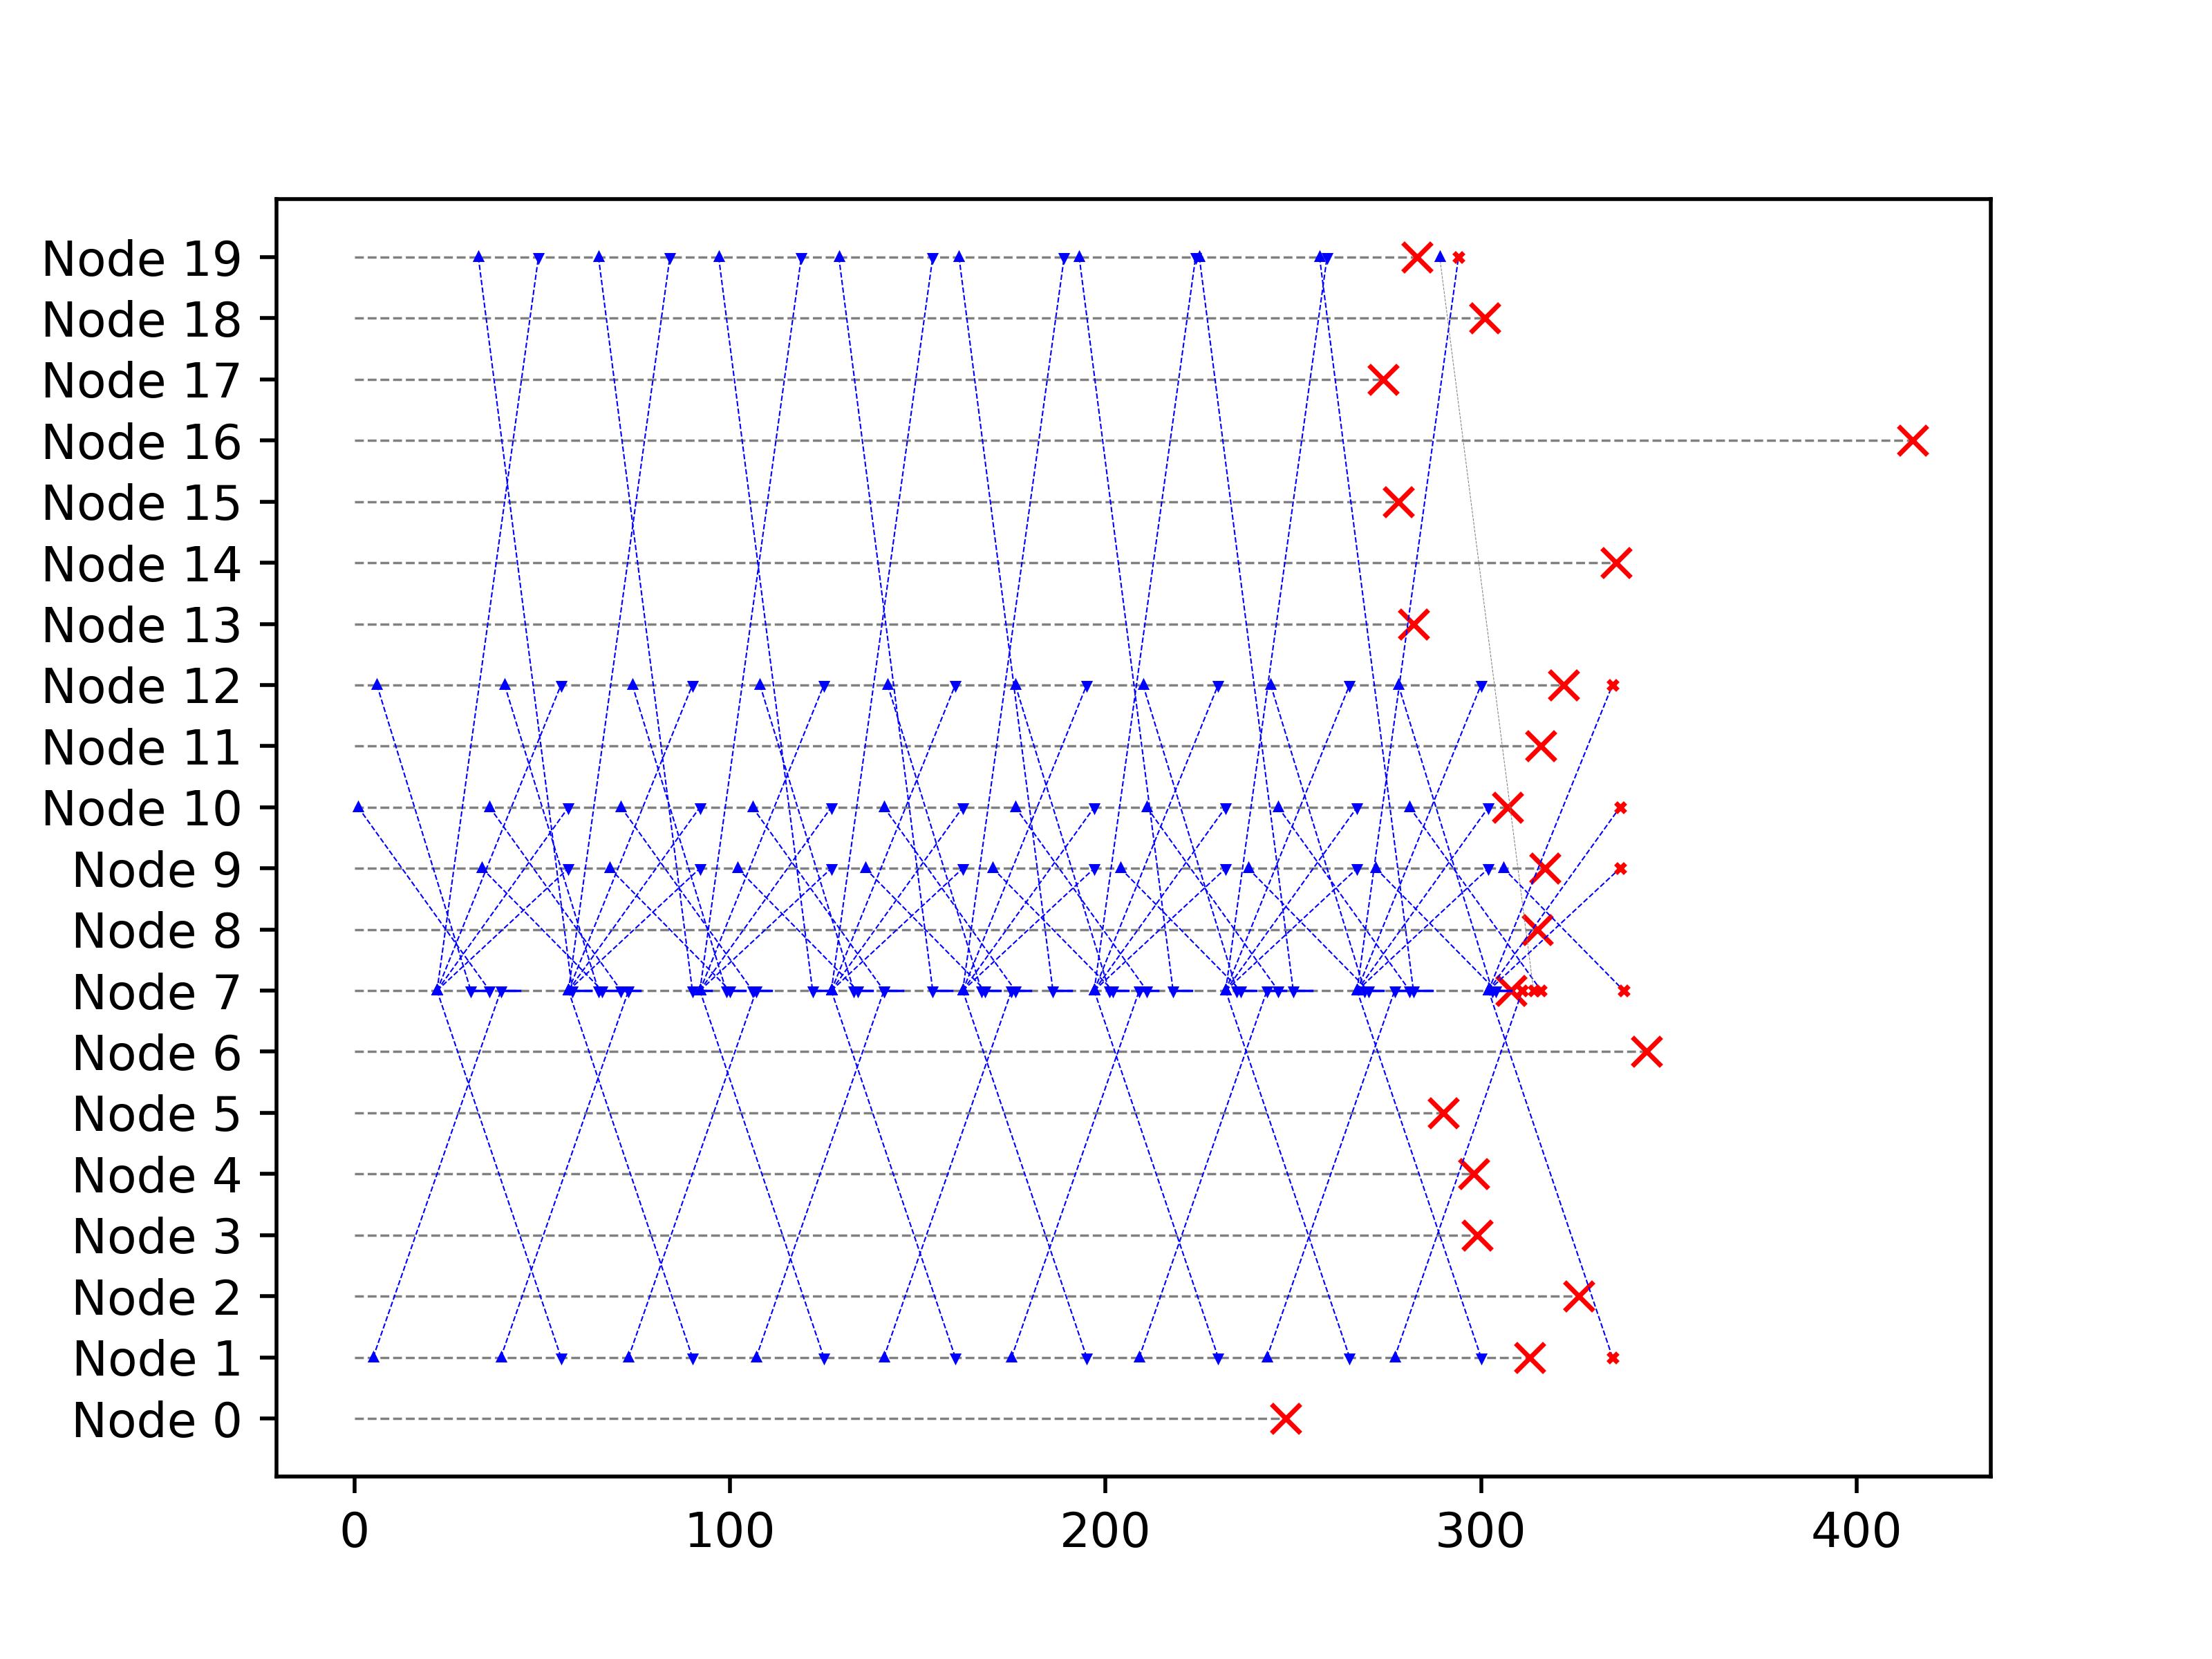 Node 19
Node 18
Node 17
Node 16
Node 15
Node 14
Node 13
Node 12
Node 11
Node 10
Node 9
Node 8
Node 7
Node 6
Node 5
Node 4
Node 3
Node 2
Node 1
Node 0
0 100 200 300 400